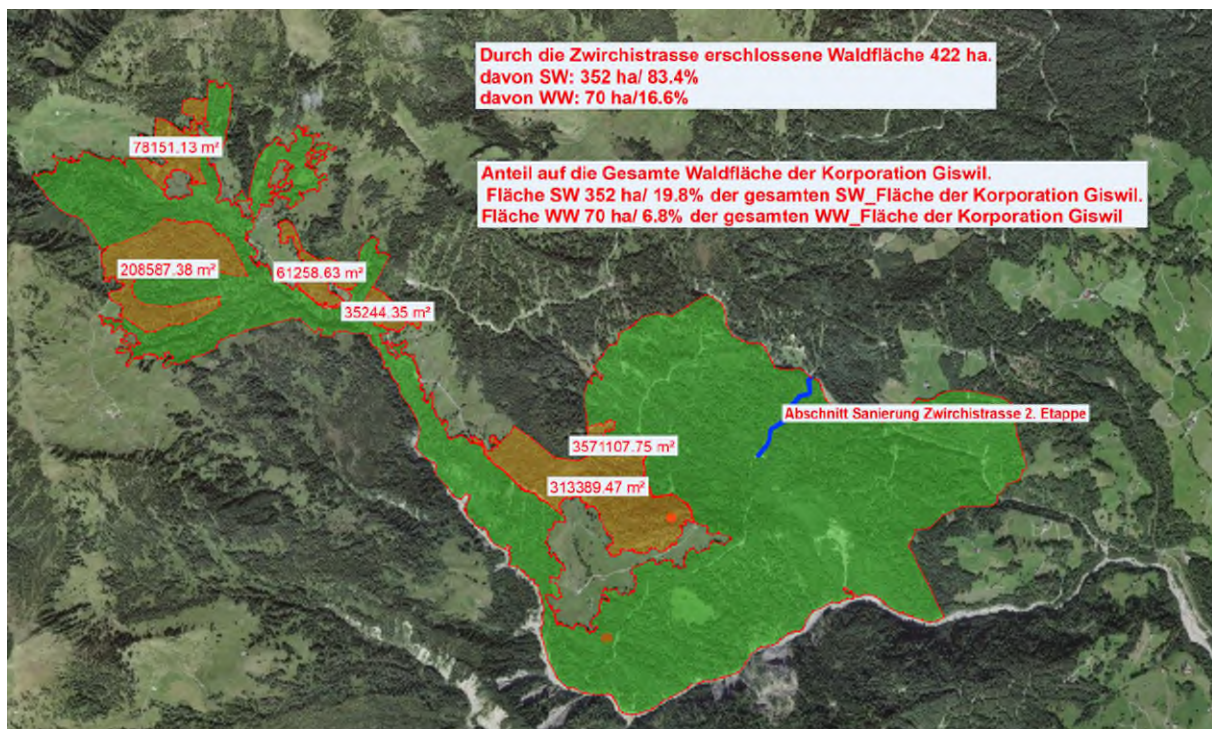 Durch die Zwirchistrasse erschlossene Waldfläche 422 ha.
davon SW: 352 ha/ 83.4%
davon WW: 70 ha/16.6%
78151.13 m²
Anteil auf die Gesamte Waldfläche der Korporation Giswil.
Fläche SW 352 ha/ 19.8% der gesamten SW_Fläche der Korporation Giswil.
Fläche WW 70 ha/ 6.8% der gesamten WW_Fläche der Korporation Giswil
208587.38 m²
61258.63 m²
35244.35 m²
Abschnitt Sanierung Zwirchistrasse 2. Etappe
3571107.75 m²
313389.47 m²